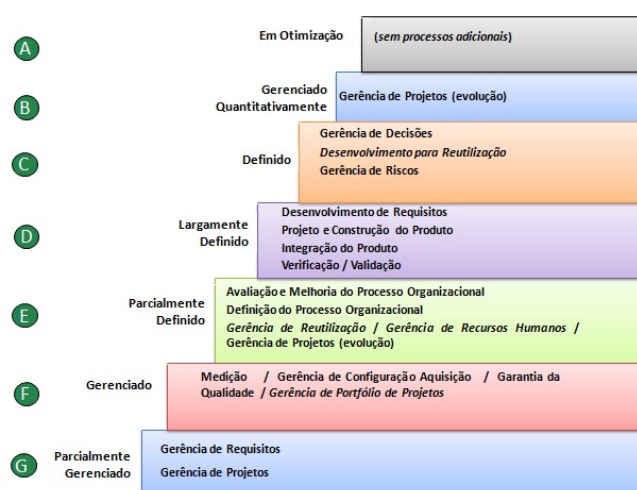 A
Em Otimização
(sem processos adicionais)
B
Gerenciado
Quantitativamente
Gerência de Projetos (evolução)
C
Definido
Gerência de Decisões
Desenvolvimento para Reutilização
Gerência de Riscos
D
Largamente
Definido
Desenvolvimento de Requisitos
Projeto e Construção do Produto
Integração do Produto
Verificação / Validação
E
Parcialmente
Definido
Avaliação e Melhoria do Processo Organizacional
Definição do Processo Organizacional
Gerência de Reutilização / Gerência de Recursos Humanos /
Gerência de Projetos (evolução)
F
Gerenciado
Medição / Gerência de Configuração Aquisição / Garantia da
Qualidade / Gerência de Portfólio de Projetos
G
Parcialmente
Gerenciado
Gerência de Requisitos
Gerência de Projetos